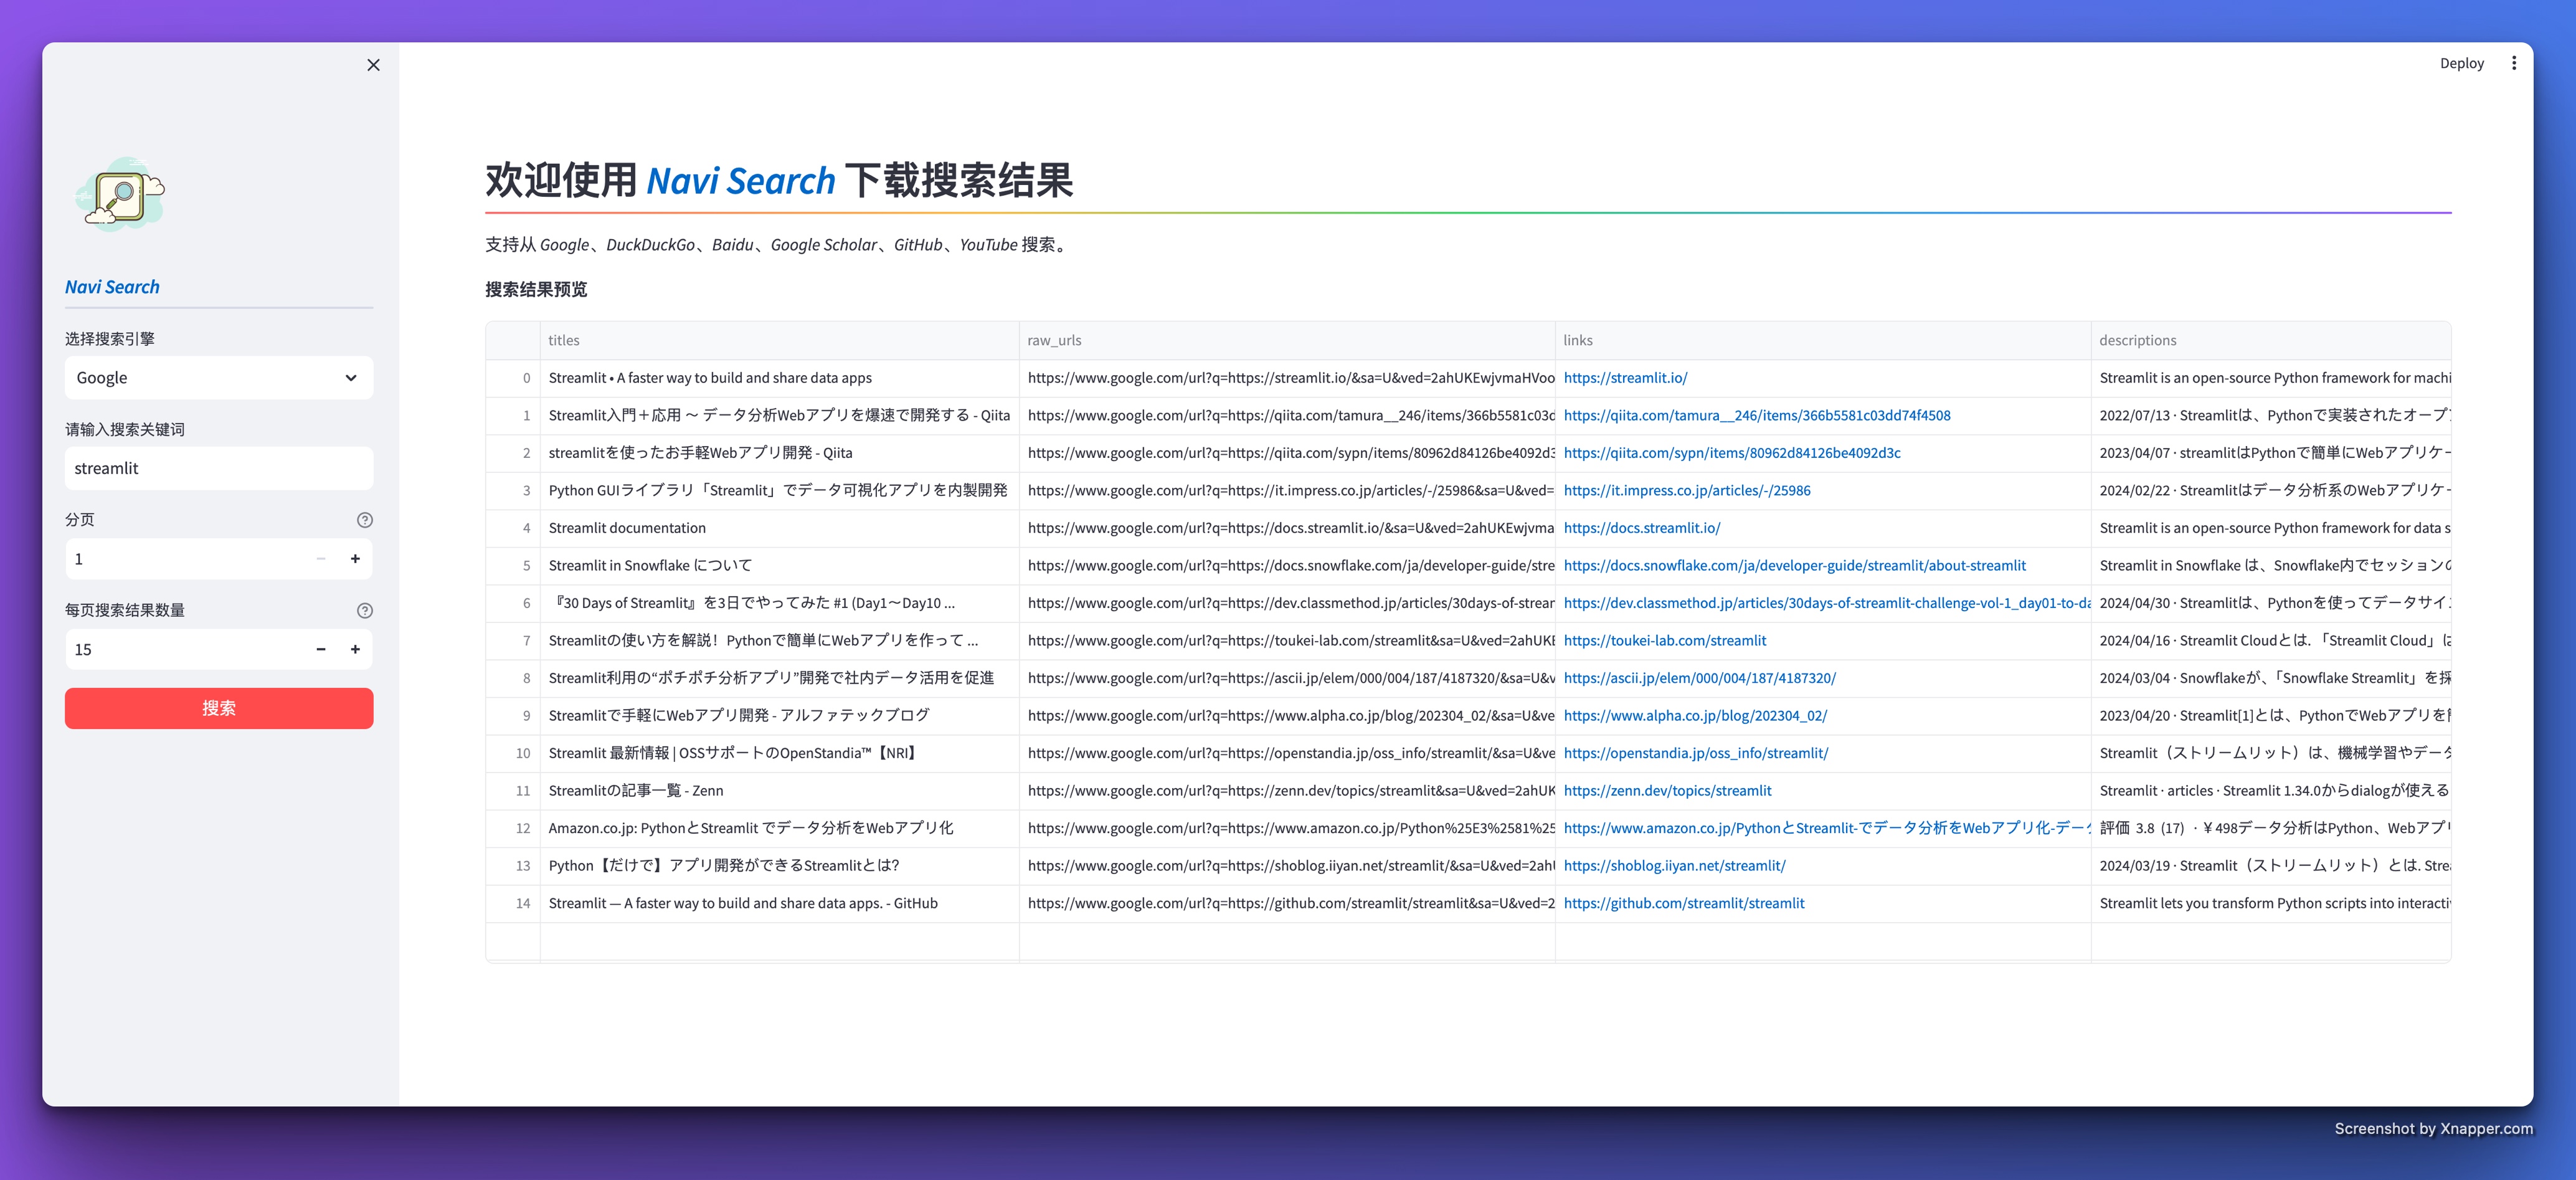 Deploy
Navi Search
选择搜索引擎
Google
请输入搜索关键词
streamlit
分页
1
每页搜索结果数量
15
搜索
欢迎使用 Navi Search 下载搜索结果
支持从 Google、DuckDuckGo、Baidu、Google Scholar、GitHub、YouTube 搜索。
搜索结果预览
titles raw_urls links descriptions
0 Streamlit • A faster way to build and share data apps https://www.google.com/url?q=https://streamlit.io/&sa=U&ved=2ahUKEwjvmaHVoo https://streamlit.io/ Streamlit is an open-source Python framework for machi
1 Streamlit入門＋応用 ～ データ分析Webアプリを爆速で開発する - Qiita https://www.google.com/url?q=https://qiita.com/tamura__246/items/366b5581c03d https://qiita.com/tamura__246/items/366b5581c03dd74f4508 2022/07/13 · Streamlitは、Pythonで実装されたオープ
2 streamlitを使ったお手軽Webアプリ開発 - Qiita https://www.google.com/url?q=https://qiita.com/sypn/items/80962d84126be4092d3 https://qiita.com/sypn/items/80962d84126be4092d3c 2023/04/07 · streamlitはPythonで簡単にWebアプリケー
3 Python GUIライブラリ「Streamlit」でデータ可視化アプリを内製開発 https://www.google.com/url?q=https://it.impress.co.jp/articles/-/25986&sa=U&ved= https://it.impress.co.jp/articles/-/25986 2024/02/22 · Streamlitはデータ分析系のWebアプリケー
4 Streamlit documentation https://www.google.com/url?q=https://docs.streamlit.io/&sa=U&ved=2ahUKEwjvma https://docs.streamlit.io/ Streamlit is an open-source Python framework for data s
5 Streamlit in Snowflake について https://www.google.com/url?q=https://docs.snowflake.com/ja/developer-guide/stre https://docs.snowflake.com/ja/developer-guide/streamlit/about-streamlit Streamlit in Snowflake は、Snowflake内でセッションの
6 『30 Days of Streamlit』を3日でやってみた #1 (Day1～Day10 ... https://www.google.com/url?q=https://dev.classmethod.jp/articles/30days-of-strear https://dev.classmethod.jp/articles/30days-of-streamlit-challenge-vol-1_day01-to-da 2024/04/30 · Streamlitは、Pythonを使ってデータサイ
7 Streamlitの使い方を解説！Pythonで簡単にWebアプリを作って ... https://www.google.com/url?q=https://toukei-lab.com/streamlit&sa=U&ved=2ahUKE https://toukei-lab.com/streamlit 2024/04/16 · Streamlit Cloudとは. 「Streamlit Cloud」は
8 Streamlit利用の“ポチポチ分析アプリ”開発で社内データ活用を促進 https://www.google.com/url?q=https://ascii.jp/elem/000/004/187/4187320/&sa=U&v https://ascii.jp/elem/000/004/187/4187320/ 2024/03/04 · Snowflakeが、「Snowflake Streamlit」を採
9 Streamlitで手軽にWebアプリ開発 - アルファテックブログ https://www.google.com/url?q=https://www.alpha.co.jp/blog/202304_02/&sa=U&ve https://www.alpha.co.jp/blog/202304_02/ 2023/04/20 · Streamlit[1]とは、PythonでWebアプリを
10 Streamlit 最新情報 | OSSサポートのOpenStandia™【NRI】 https://www.google.com/url?q=https://openstandia.jp/oss_info/streamlit/&sa=U&ve https://openstandia.jp/oss_info/streamlit/ Streamlit（ストリームリット）は、機械学習やデータ
11 Streamlitの記事一覧 - Zenn https://www.google.com/url?q=https://zenn.dev/topics/streamlit&sa=U&ved=2ahUK https://zenn.dev/topics/streamlit Streamlit · articles · Streamlit 1.34.0からdialogが使える
12 Amazon.co.jp: PythonとStreamlit でデータ分析をWebアプリ化 https://www.google.com/url?q=https://www.amazon.co.jp/Python%25E3%2581%25 https://www.amazon.co.jp/PythonとStreamlit-でデータ分析をWebアプリ化-デー 評価 3.8 (17) · ￥498データ分析はPython、Webアプ
13 Python【だけで】アプリ開発ができるStreamlitとは? https://www.google.com/url?q=https://shoblog.iiyan.net/streamlit/&sa=U&ved=2ahU https://shoblog.iiyan.net/streamlit/ 2024/03/19 · Streamlit（ストリームリット）とは. Strea
14 Streamlit — A faster way to build and share data apps. - GitHub https://www.google.com/url?q=https://github.com/streamlit/streamlit&sa=U&ved=2 https://github.com/streamlit/streamlit Streamlit lets you transform Python scripts into interacti
Screenshot by Xnapper.com